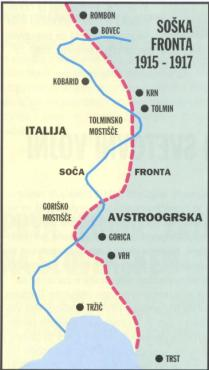 ROMBON
BOVEC
SOŠKA
FRONTA
1915 - 1917
KOBARID
KRN
TOLMIN
TOLMINSKO
MOSTIŠČE
ITALIJA
SOČA
FRONTA
GORIŠKO
MOSTIŠČE
AVSTROOGRSKA
GORICA
VRH
TRŽIČ
TRST